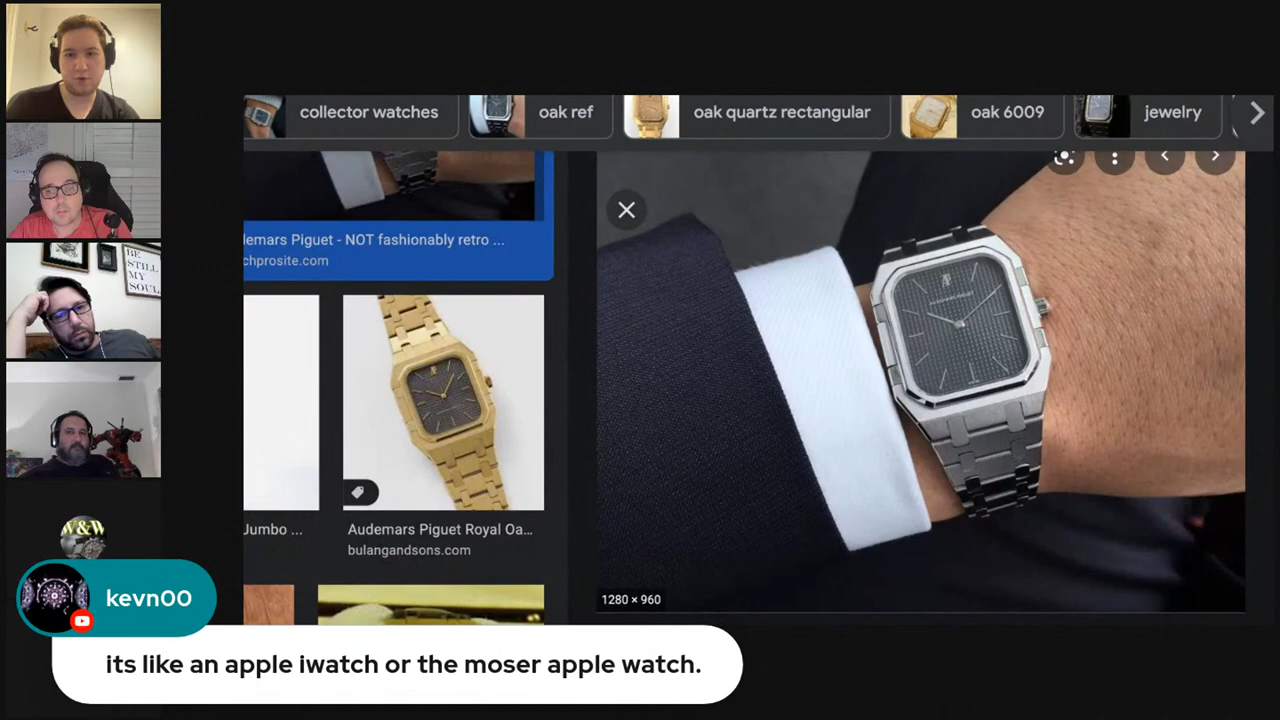 collector watches
oak ref
oak quartz rectangular
oak 6009
jewelry
BE
STILL
MY
SOUL
emars Piguet - NOT fashionably retro ...
chprosite.com
AUDEMARS PIGUET
Jumbo ...
Audemars Piguet Royal Oa...
bulangandsons.com
1280 × 960
W&W
kevn00
its like an apple iwatch or the moser apple watch.